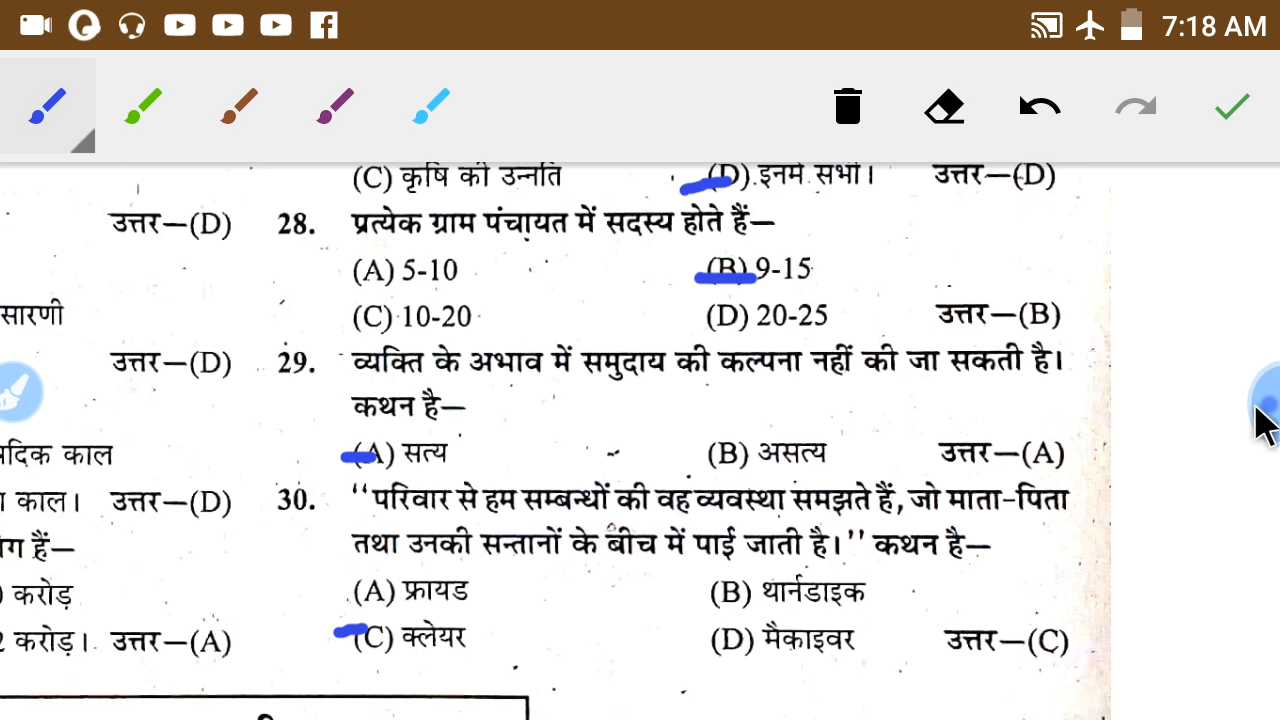 7:18 AM
(C) कृषि की उन्नति (D) इनमें सभी। उत्तर—(D)
उत्तर—(D) 28. प्रत्येक ग्राम पंचायत में सदस्य होते हैं—
(A) 5-10 (B) 9-15
सारणी (C) 10-20 (D) 20-25 उत्तर—(B)
उत्तर—(D) 29. व्यक्ति के अभाव में समुदाय की कल्पना नहीं की जा सकती है।
कथन है—
काल (A) सत्य (B) असत्य उत्तर—(A)
काल। उत्तर—(D) 30. ‘‘परिवार से हम सम्बन्धों की वह व्यवस्था समझते हैं, जो माता-पिता
हैं— तथा उनकी सन्तानों के बीच में पाई जाती है।’’ कथन है—
करोड़ (A) फ्रायड (B) थार्नडाइक
2 करोड़। उत्तर—(A) (C) क्लेयर (D) मैकाइवर उत्तर—(C)